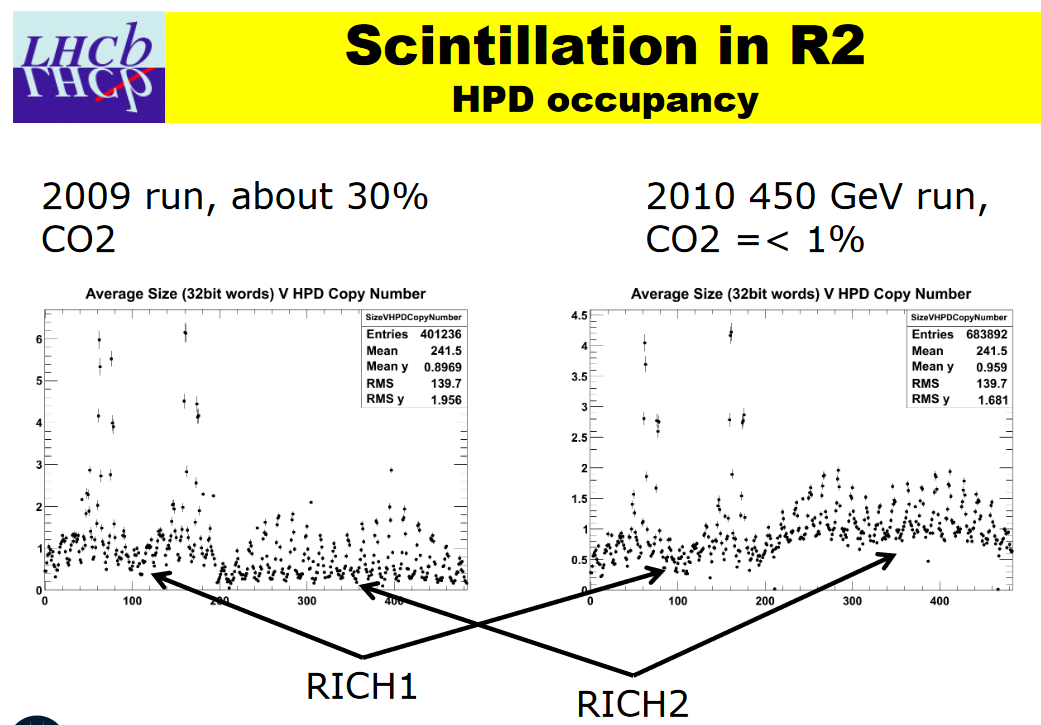 LHCb
LHCb
Scintillation in R2
HPD occupancy
2009 run, about 30%
CO2
2010 450 GeV run,
CO2 =< 1%
Average Size (32bit words) V HPD Copy Number
SizeVHPDCopyNumber
Entries 401236
Mean 241.5
Mean y 0.8969
RMS 139.7
RMS y 1.956
6
5
4
3
2
1
0
0 100 200 300 400
Average Size (32bit words) V HPD Copy Number
SizeVHPDCopyNumber
Entries 683892
Mean 241.5
Mean y 0.959
RMS 139.7
RMS y 1.681
4.5
4
3.5
3
2.5
2
1.5
1
0.5
0
0 100 200 300 400
RICH1
RICH2